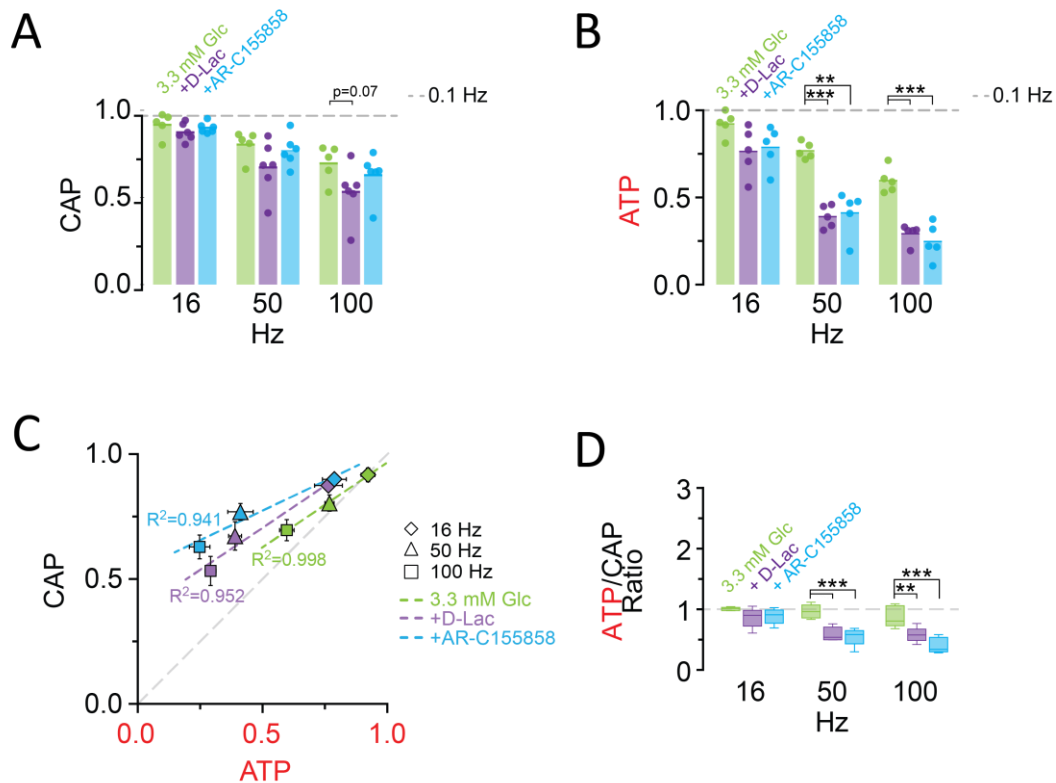 A
3.3 mM Glc
+D-Lac
+AR-C155858
p=0.07
0.1 Hz
1.0
0.5
0.0
CAP
16
50
100
Hz
B
3.3 mM Glc
+D-Lac
+AR-C155858
**
***
***
0.1 Hz
1.0
0.5
0.0
ATP
16
50
100
Hz
C
CAP
1.0
0.5
0.0
R²=0.941
R²=0.998
R²=0.952
0.0
0.5
1.0
ATP
16 Hz
50 Hz
100 Hz
3.3 mM Glc
+D-Lac
+AR-C155858
D
ATP/CAP
Ratio
3
2
1
0
3.3 mM Glc
+ D-Lac
+ AR-C155858
***
***
**
16
50
100
Hz